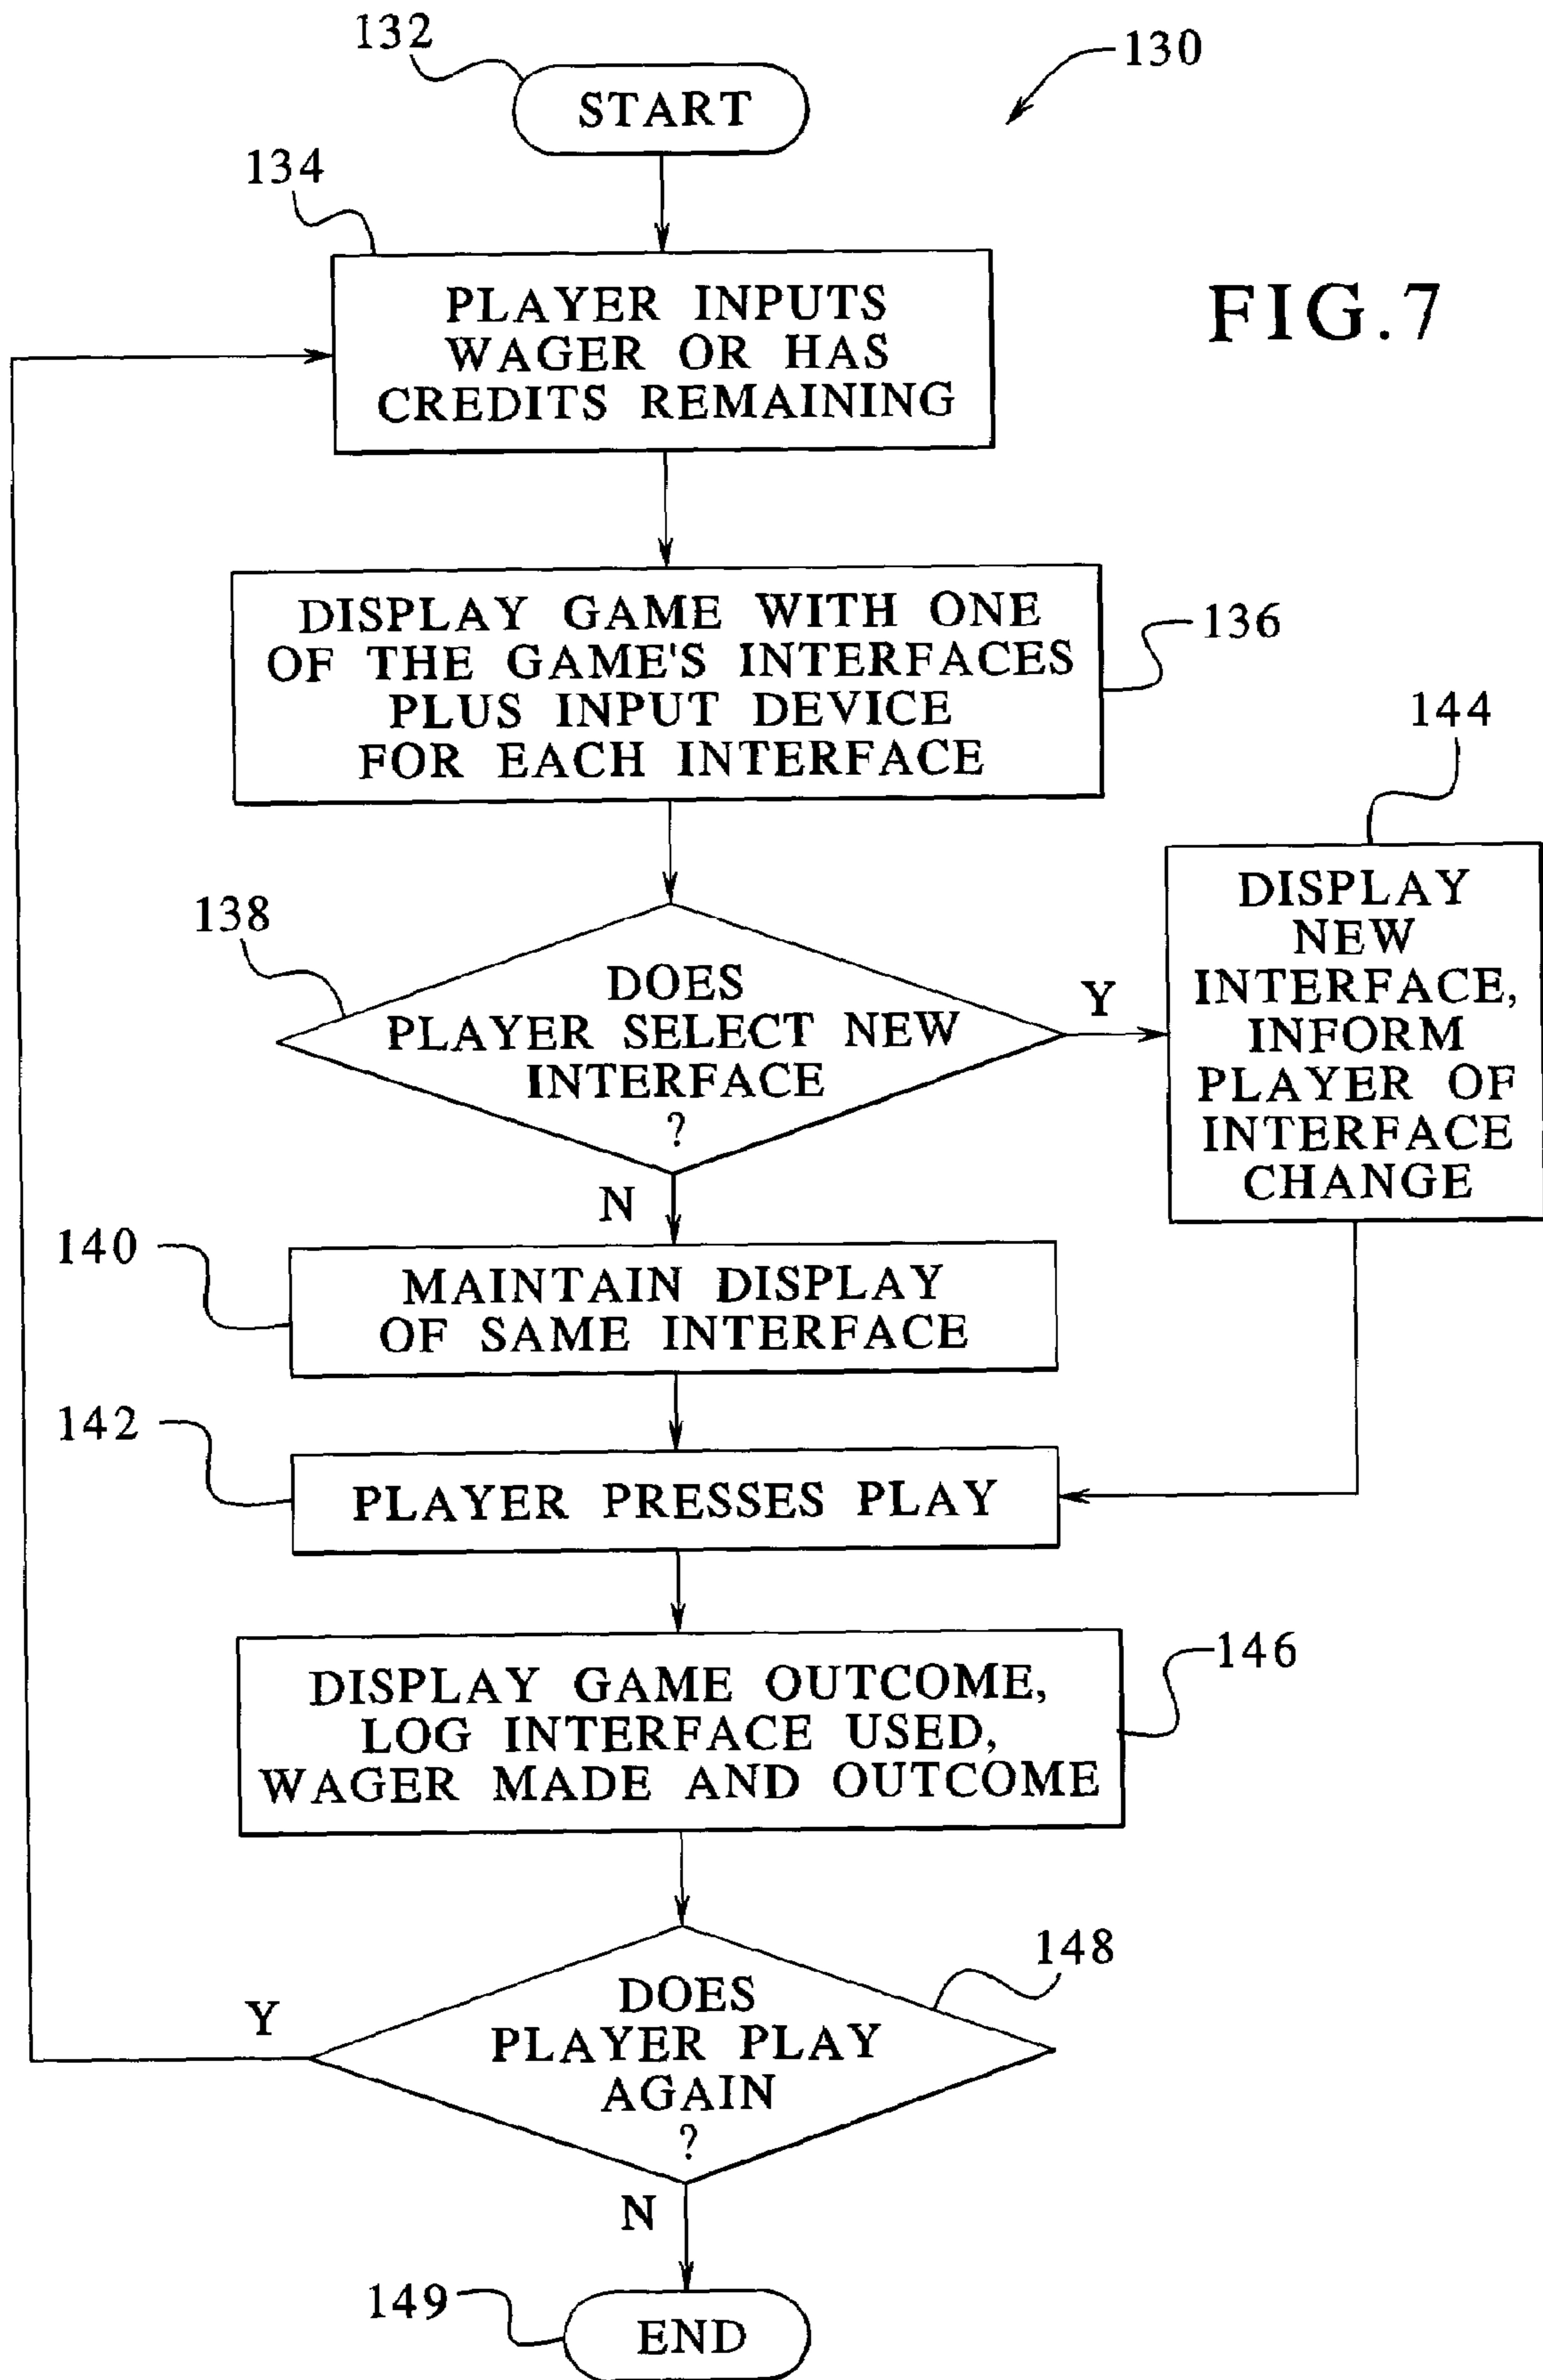 132
130
START
134
FIG.7
PLAYER INPUTS
WAGER OR HAS
CREDITS REMAINING
DISPLAY GAME WITH ONE
OF THE GAME'S INTERFACES
PLUS INPUT DEVICE
FOR EACH INTERFACE
136
144
DISPLAY
NEW
INTERFACE,
INFORM
PLAYER OF
INTERFACE
CHANGE
138
DOES
PLAYER SELECT NEW
INTERFACE
?
Y
N
140
MAINTAIN DISPLAY
OF SAME INTERFACE
142
PLAYER PRESSES PLAY
146
DISPLAY GAME OUTCOME,
LOG INTERFACE USED,
WAGER MADE AND OUTCOME
148
DOES
PLAYER PLAY
AGAIN
?
Y
N
149
END